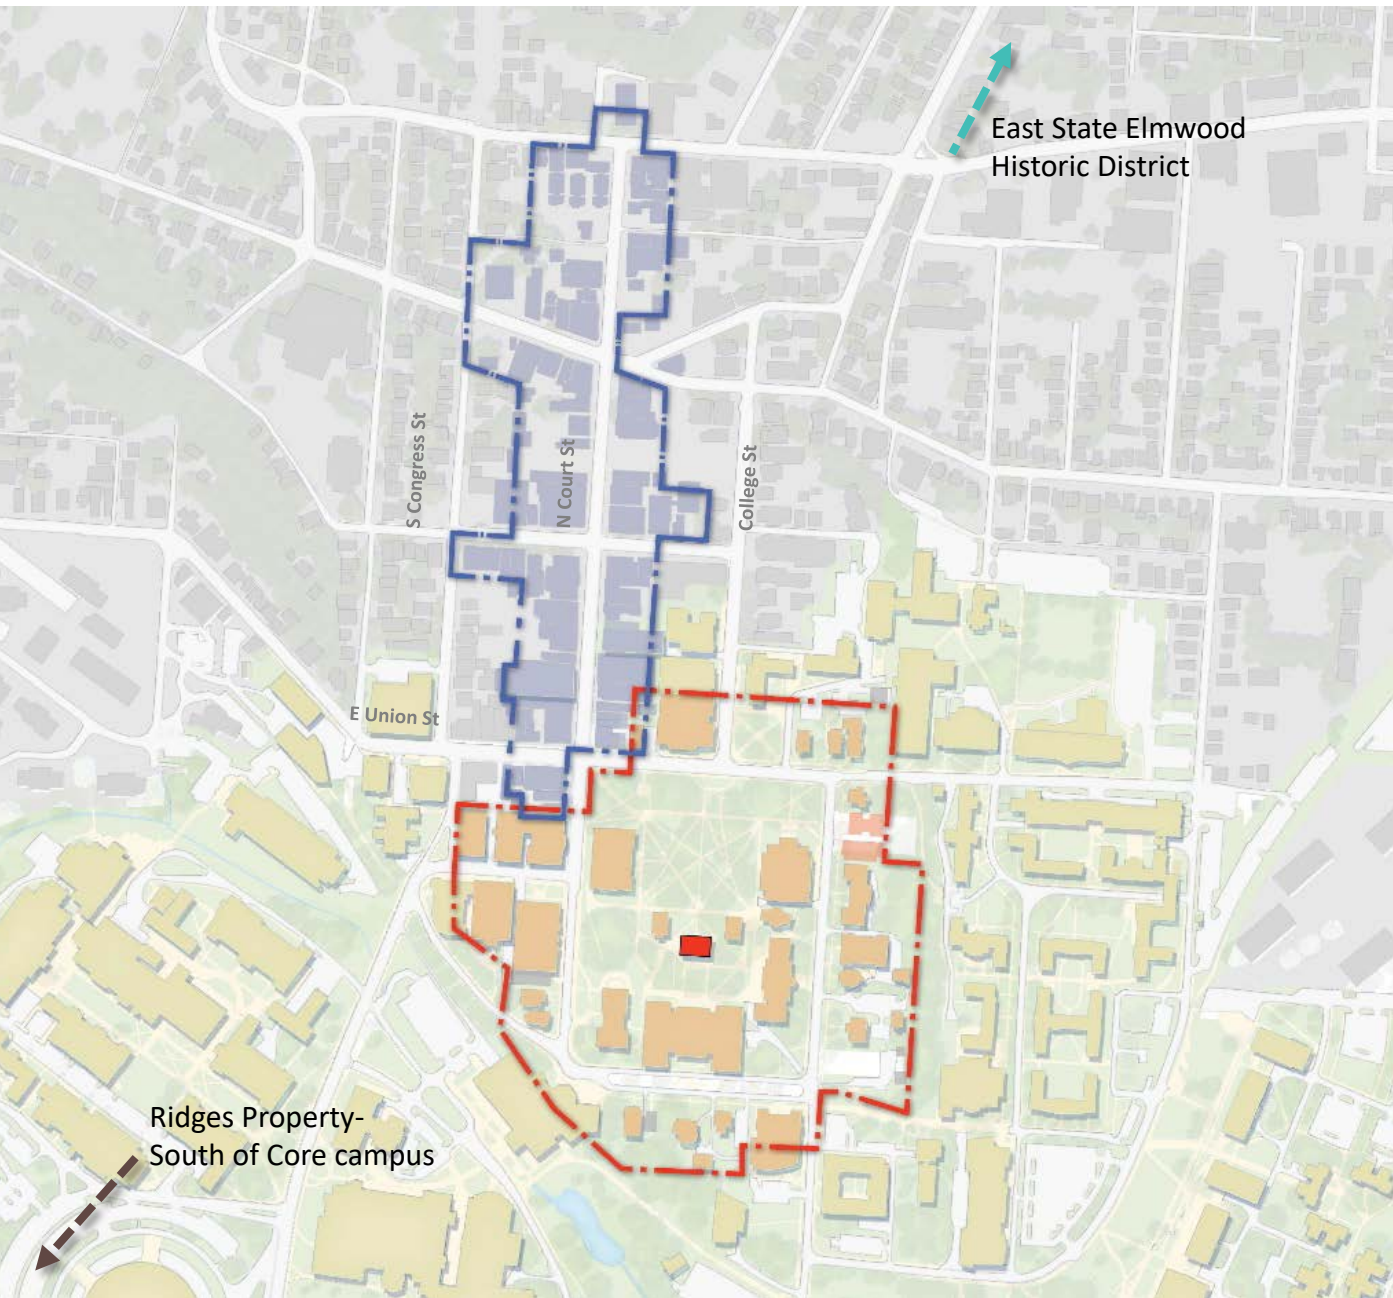 East State Elmwood
Historic District
S Congress St
N Court St
College St
E Union St
Ridges Property-
South of Core campus